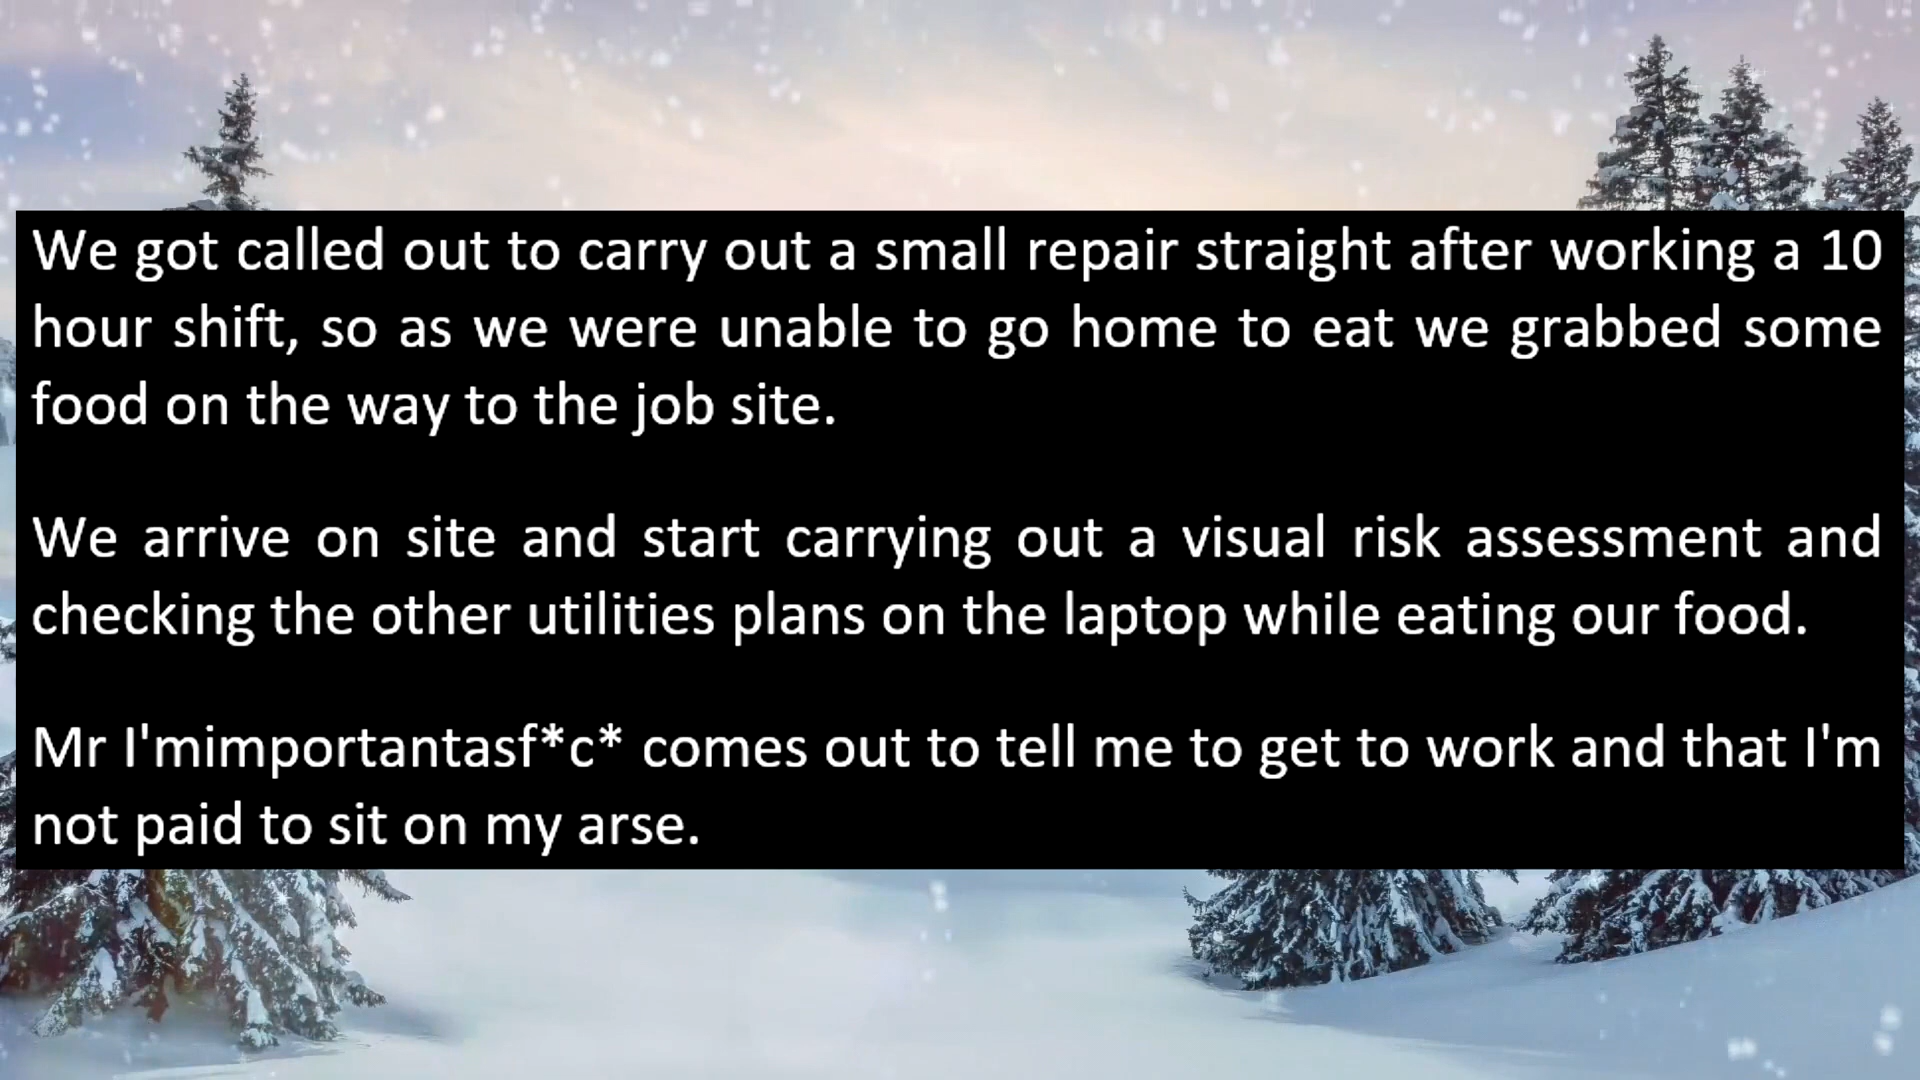 We got called out to carry out a small repair straight after working a 10
hour shift, so as we were unable to go home to eat we grabbed some
food on the way to the job site.
We arrive on site and start carrying out a visual risk assessment and
checking the other utilities plans on the laptop while eating our food.
Mr I'mimportantasf*c* comes out to tell me to get to work and that I'm
not paid to sit on my arse.